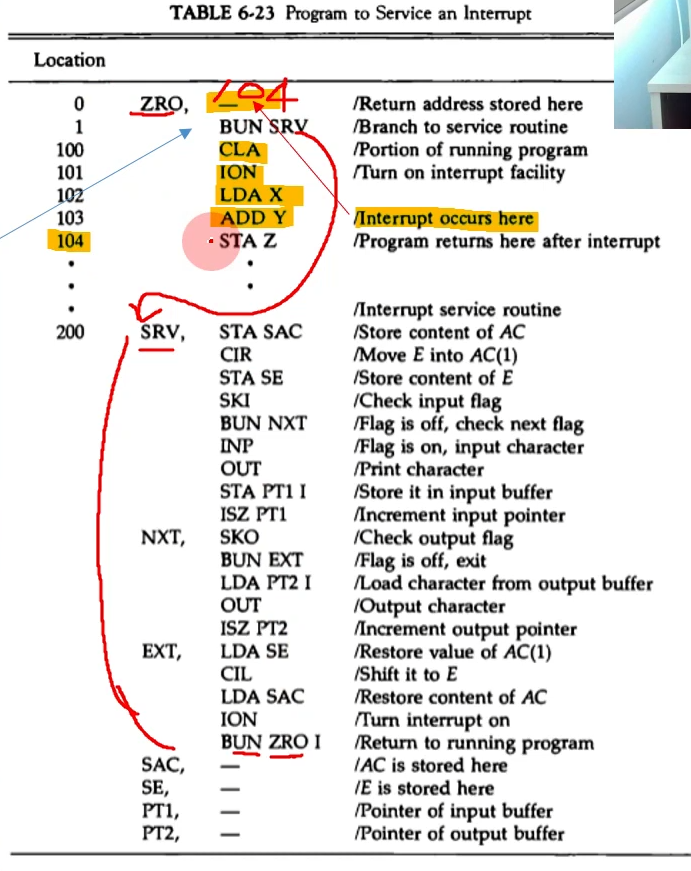 TABLE 6-23 Program to Service an Interrupt
Location
0 ZRO, — 104 /Return address stored here
1 BUN SRV /Branch to service routine
100 CLA /Portion of running program
101 ION /Turn on interrupt facility
102 LDA X
103 ADD Y /Interrupt occurs here
104 STA Z /Program returns here after interrupt
• •
• •
• /Interrupt service routine
200 SRV, STA SAC /Store content of AC
CIR /Move E into AC(1)
STA SE /Store content of E
SKI /Check input flag
BUN NXT /Flag is off, check next flag
INP /Flag is on, input character
OUT /Print character
STA PT1 I /Store it in input buffer
ISZ PT1 /Increment input pointer
NXT, SKO /Check output flag
BUN EXT /Flag is off, exit
LDA PT2 I /Load character from output buffer
OUT /Output character
ISZ PT2 /Increment output pointer
EXT, LDA SE /Restore value of AC(1)
CIL /Shift it to E
LDA SAC /Restore content of AC
ION /Turn interrupt on
BUN ZRO I /Return to running program
SAC, — /AC is stored here
SE, — /E is stored here
PT1, — /Pointer of input buffer
PT2, — /Pointer of output buffer